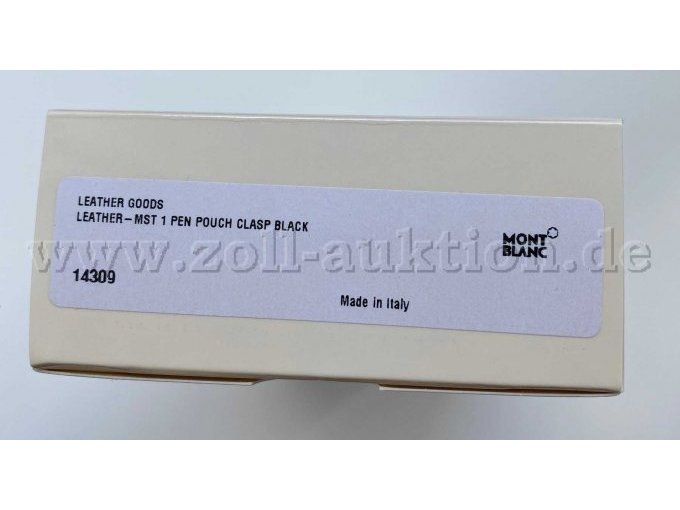 LEATHER GOODS
LEATHER-MST 1 PEN POUCH CLASP BLACK
MONT
BLANC
www.zoll-auktion.de
14309
Made in Italy